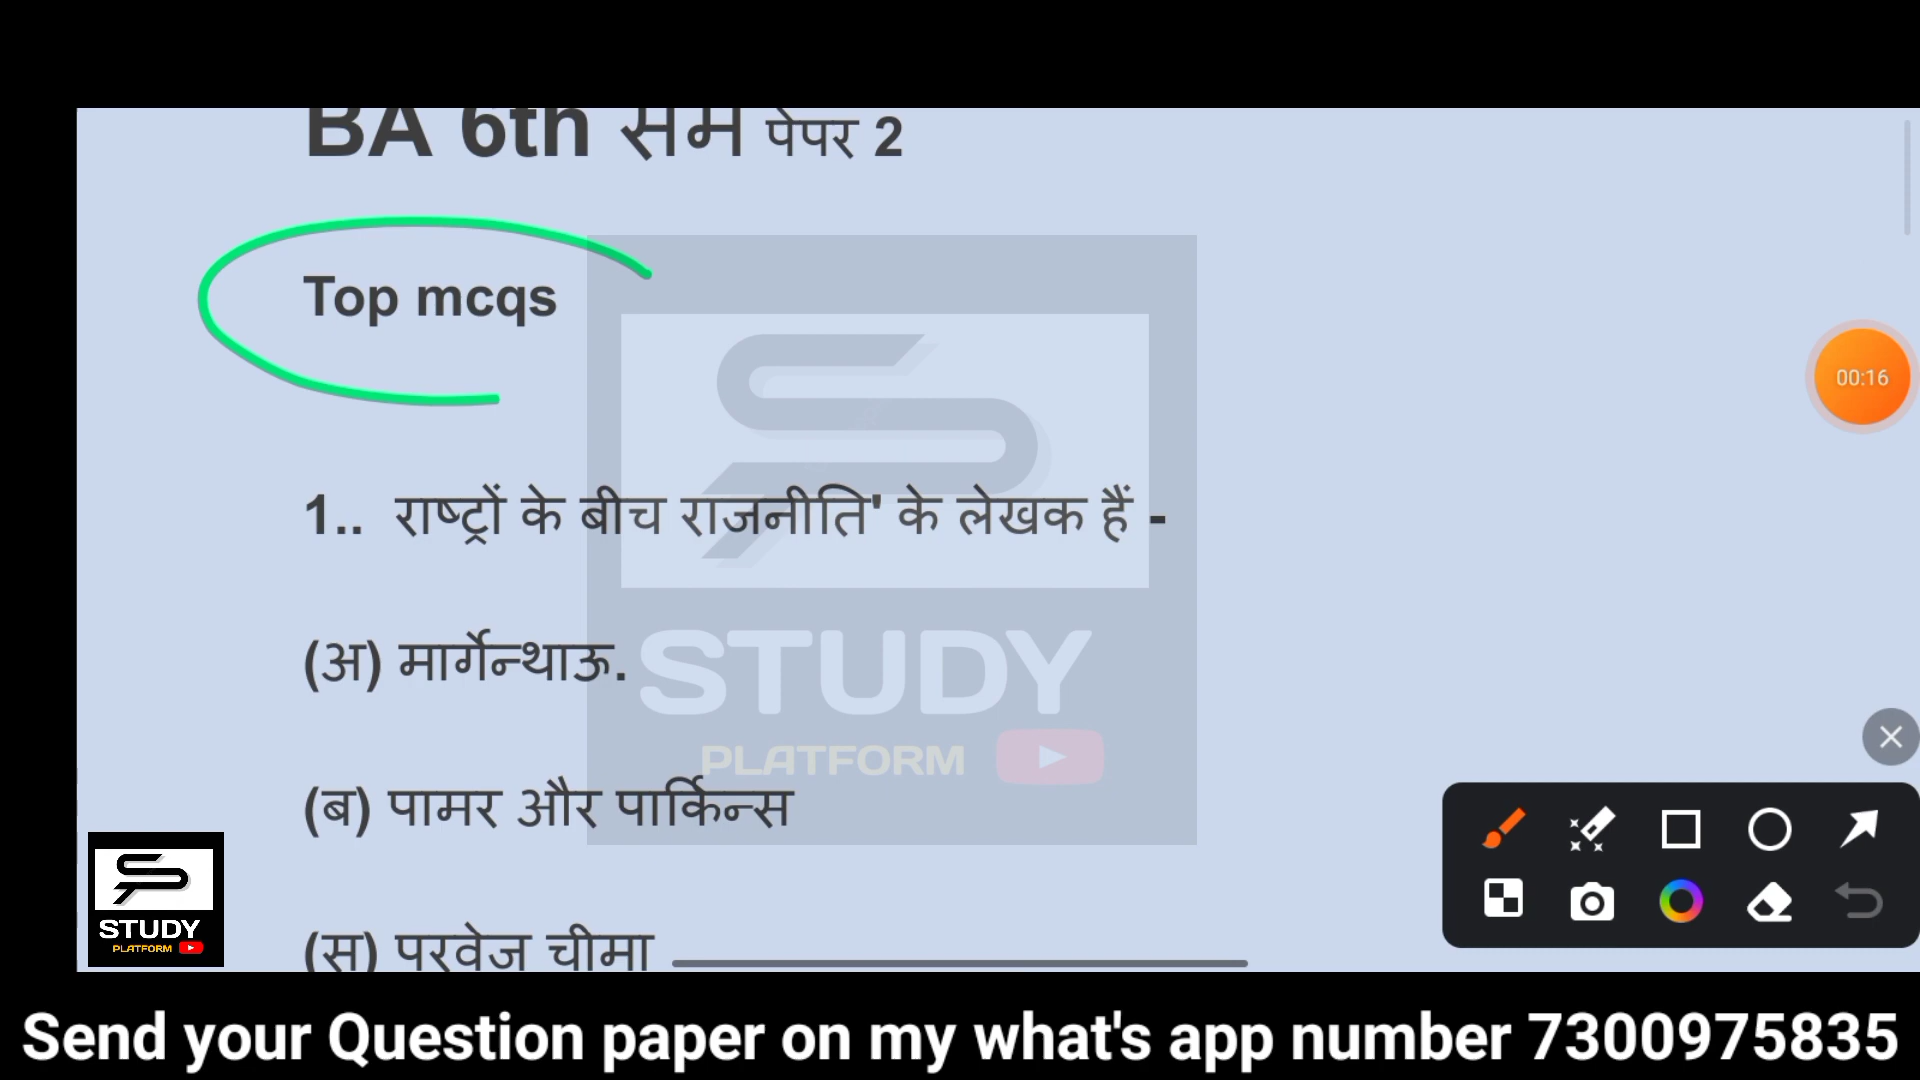 BA 6th सेम पेपर 2
Top mcqs
1.. राष्ट्रों के बीच राजनीति' के लेखक हैं -
(अ) मार्गेन्थाऊ.
(ब) पामर और पार्किन्स
(स) परवेज चीमा
STUDY
PLATFORM
00:16
STUDY
PLATFORM
Send your Question paper on my what's app number 7300975835